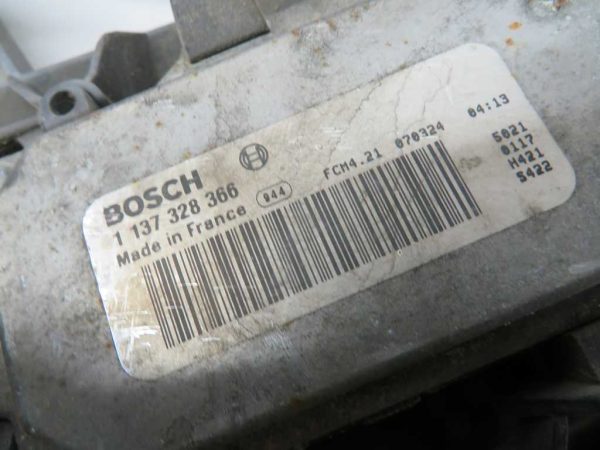 BOSCH
1 137 328 366 944
Made in France
FCM4.21 070324 04:13
5021
0117
H421
S422